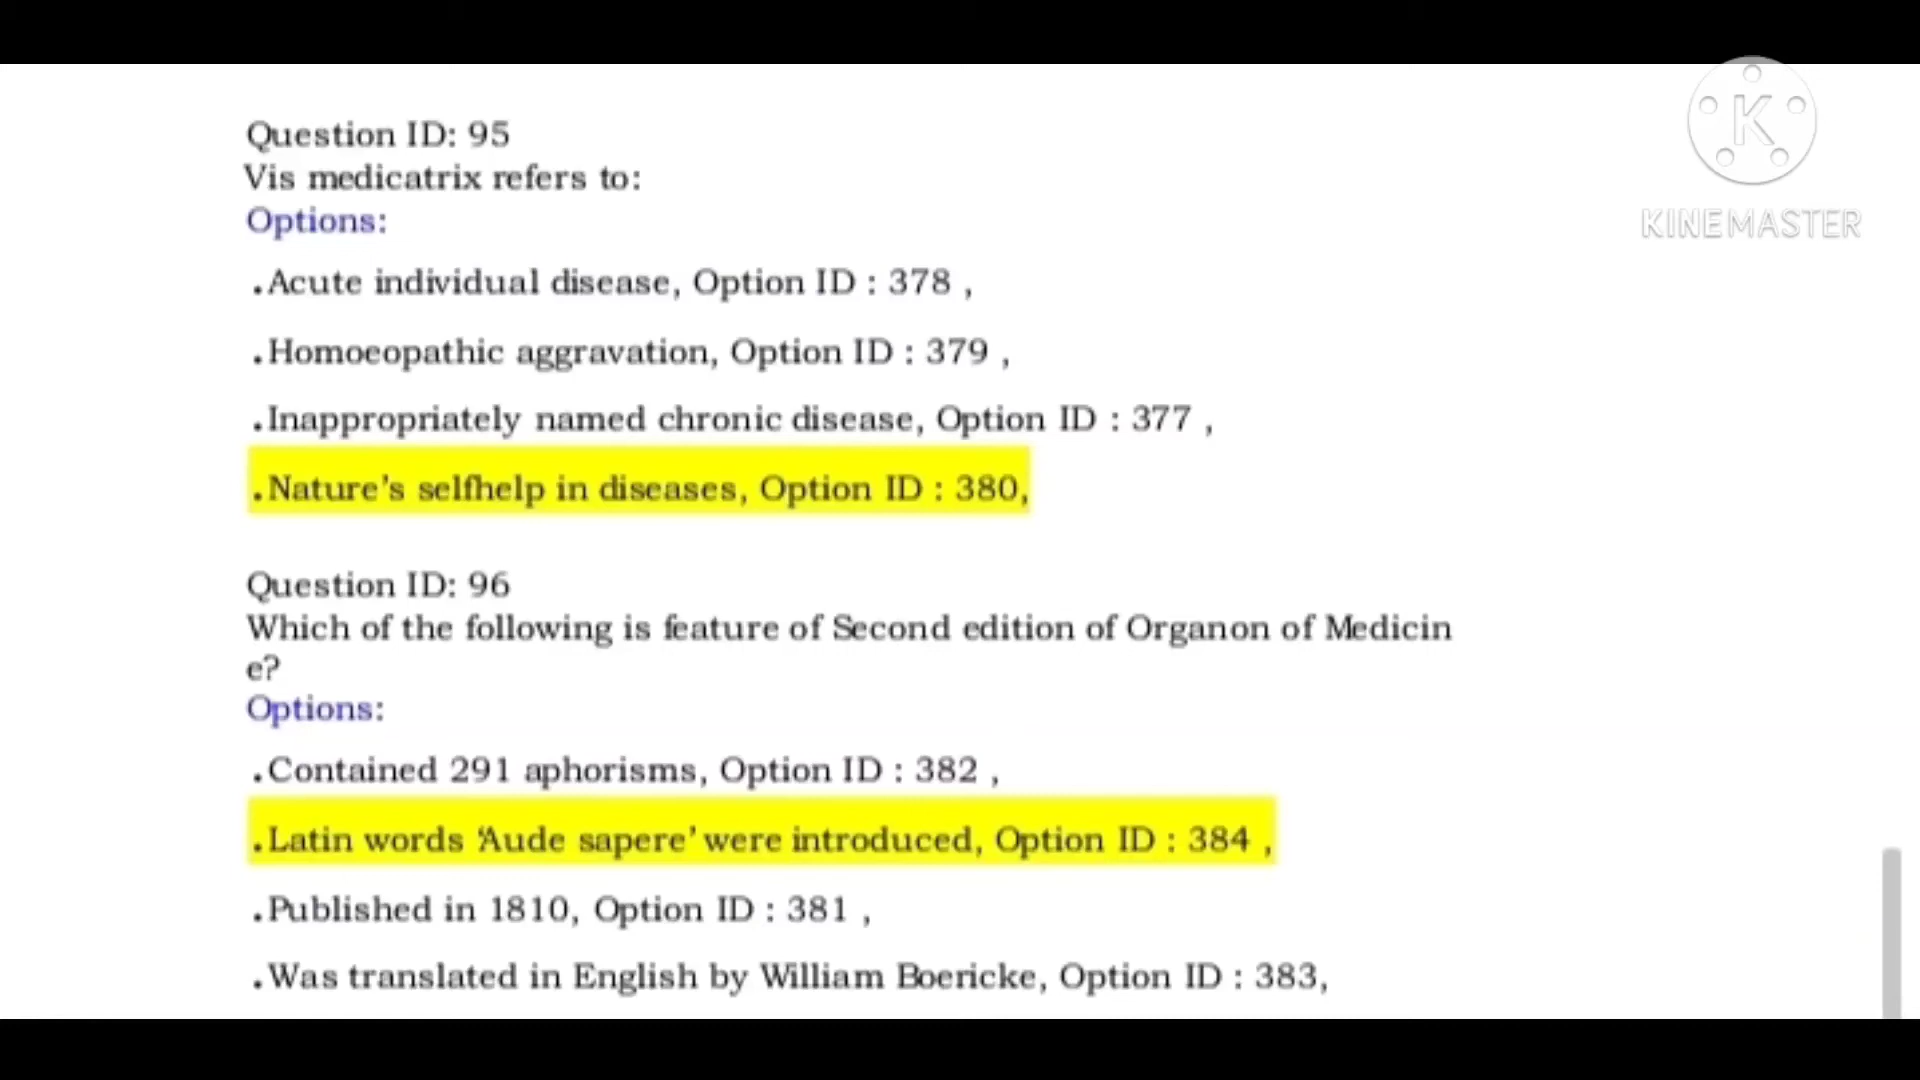 K
KINEMASTER
Question ID: 95
Vis medicatrix refers to:
Options:
.Acute individual disease, Option ID : 378 ,
.Homoeopathic aggravation, Option ID : 379 ,
.Inappropriately named chronic disease, Option ID : 377 ,
.Nature's selfhelp in diseases, Option ID : 380,
Question ID: 96
Which of the following is feature of Second edition of Organon of Medicin
e?
Options:
.Contained 291 aphorisms, Option ID : 382 ,
.Latin words ‘Aude sapere’ were introduced, Option ID : 384 ,
.Published in 1810, Option ID : 381 ,
.Was translated in English by William Boericke, Option ID : 383,